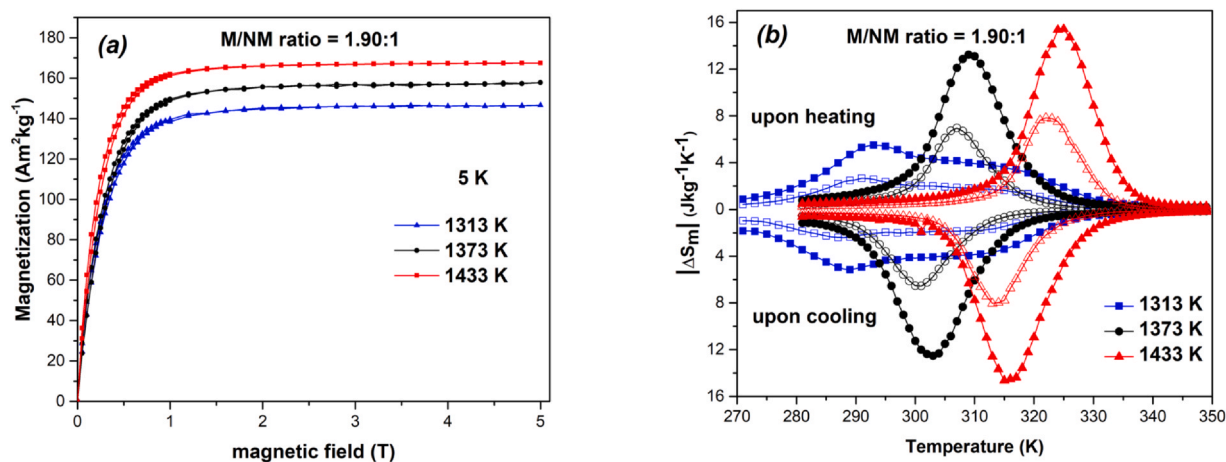 (a)
M/NM ratio = 1.90:1
180
160
140
120
100
80
60
40
20
0
Magnetization (Am²kg⁻¹)
5 K
1313 K
1373 K
1433 K
0 1 2 3 4 5
magnetic field (T)
(b)
M/NM ratio = 1.90:1
16
12
8
4
0
4
8
12
16
|ΔSm| (Jkg⁻¹K⁻¹)
upon heating
upon cooling
1313 K
1373 K
1433 K
270 280 290 300 310 320 330 340 350
Temperature (K)